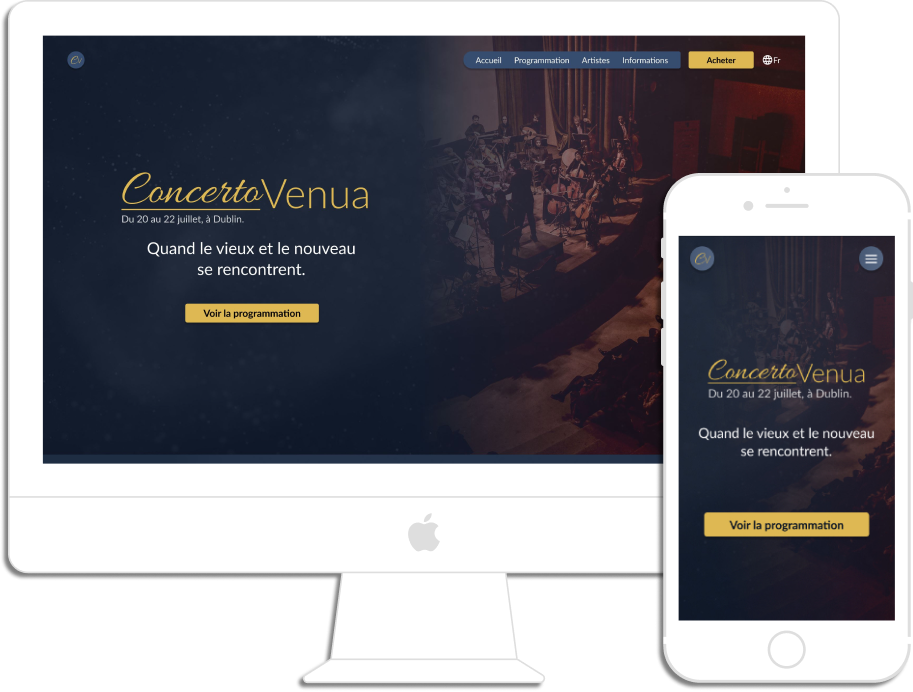 CV
Accueil Programmation Artistes Informations Acheter Fr
ConcertoVenua
Du 20 au 22 juillet, à Dublin.
Quand le vieux et le nouveau
se rencontrent.
Voir la programmation
CV
ConcertoVenua
Du 20 au 22 juillet, à Dublin.
Quand le vieux et le nouveau
se rencontrent.
Voir la programmation